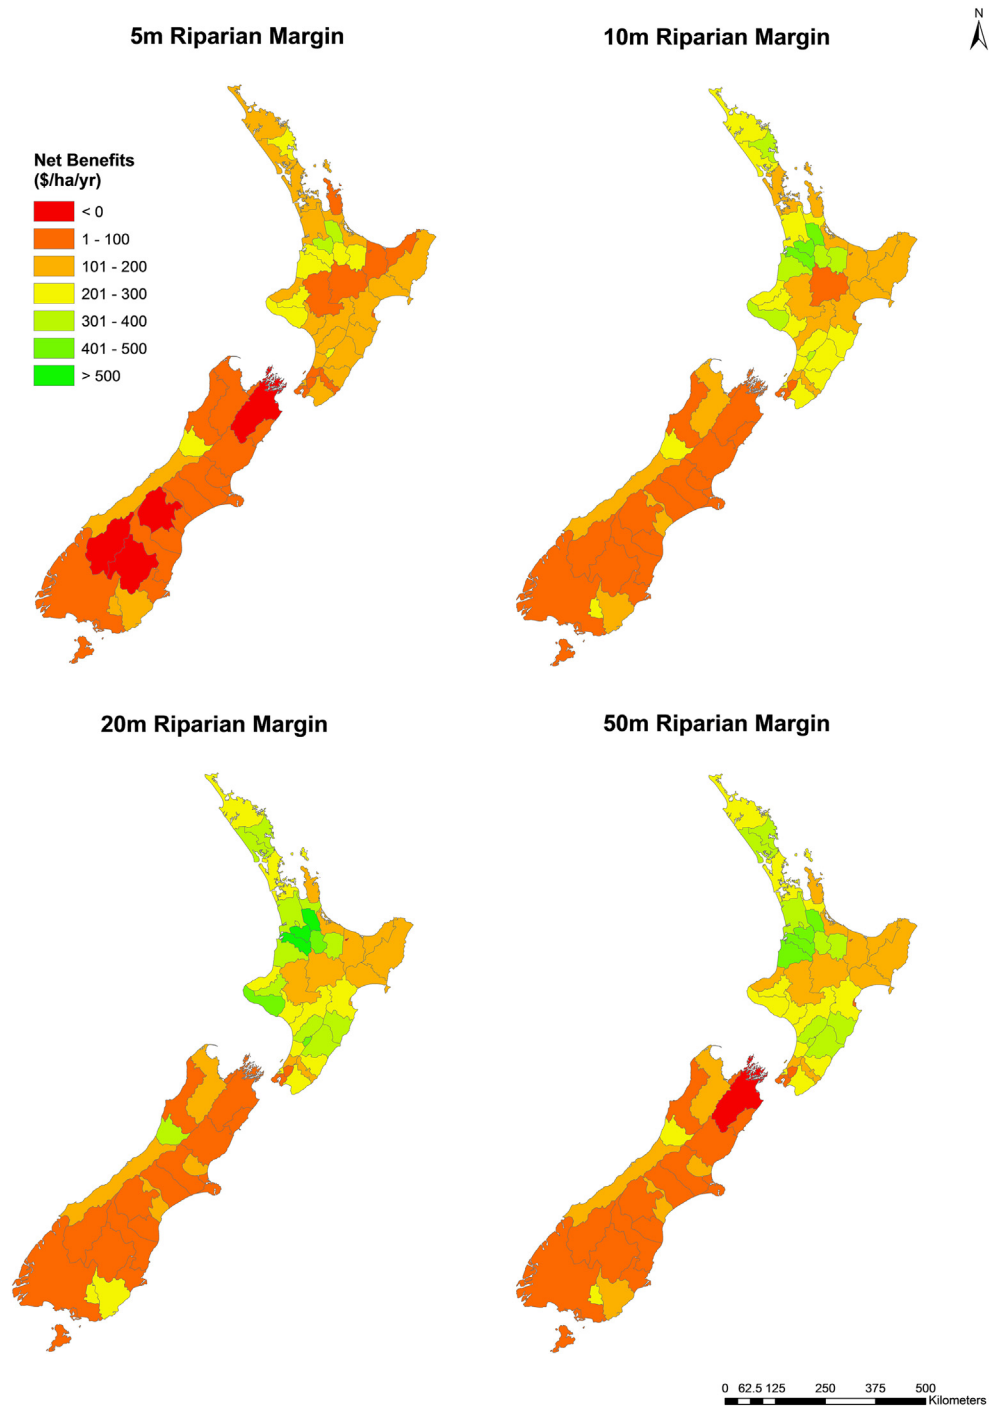 N
5m Riparian Margin
10m Riparian Margin
Net Benefits
($/ha/yr)
< 0
1 - 100
101 - 200
201 - 300
301 - 400
401 - 500
> 500
20m Riparian Margin
50m Riparian Margin
0 62.5 125 250 375 500
Kilometers